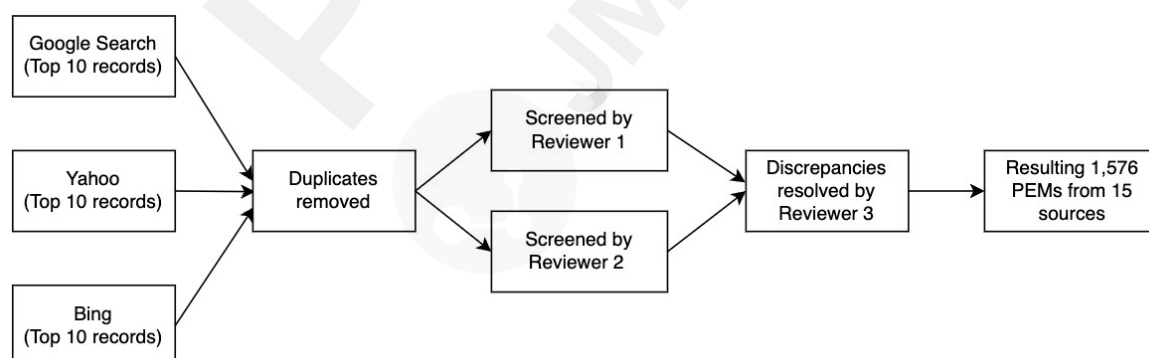 Google Search
(Top 10 records)
Yahoo
(Top 10 records)
Bing
(Top 10 records)
Duplicates
removed
Screened by
Reviewer 1
Screened by
Reviewer 2
Discrepancies
resolved by
Reviewer 3
Resulting 1,576
PEMs from 15
sources
JM